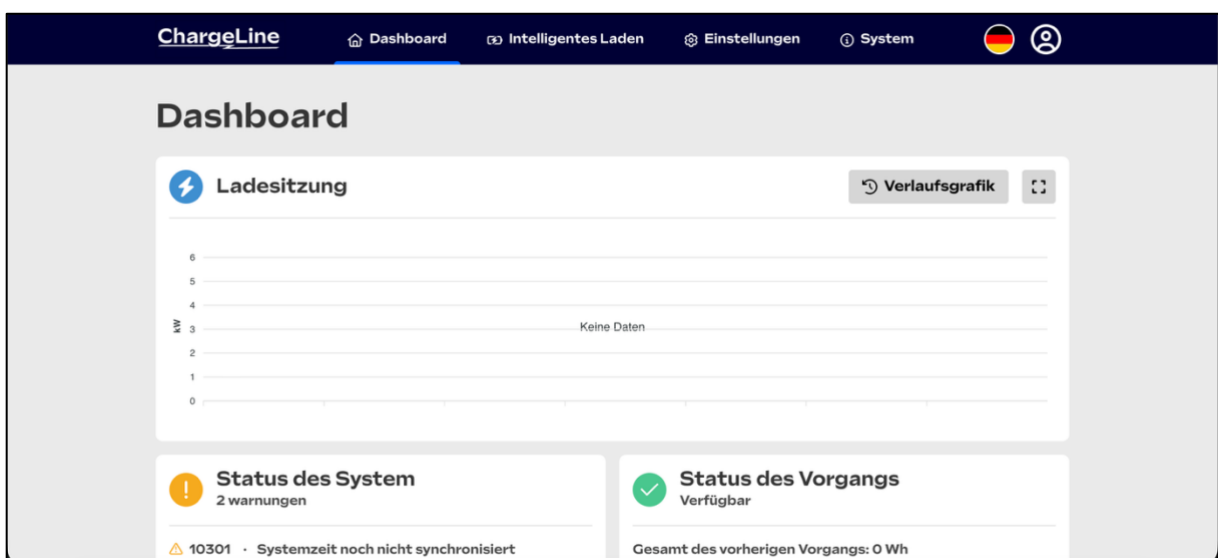 ChargeLine
Dashboard
Intelligentes Laden
Einstellungen
System
Dashboard
Ladesitzung
Verlaufsgrafik
6
5
4
kW
3
Keine Daten
2
1
0
Status des System
2 warnungen
Status des Vorgangs
Verfügbar
10301 · Systemzeit noch nicht synchronisiert
Gesamt des vorherigen Vorgangs: 0 Wh